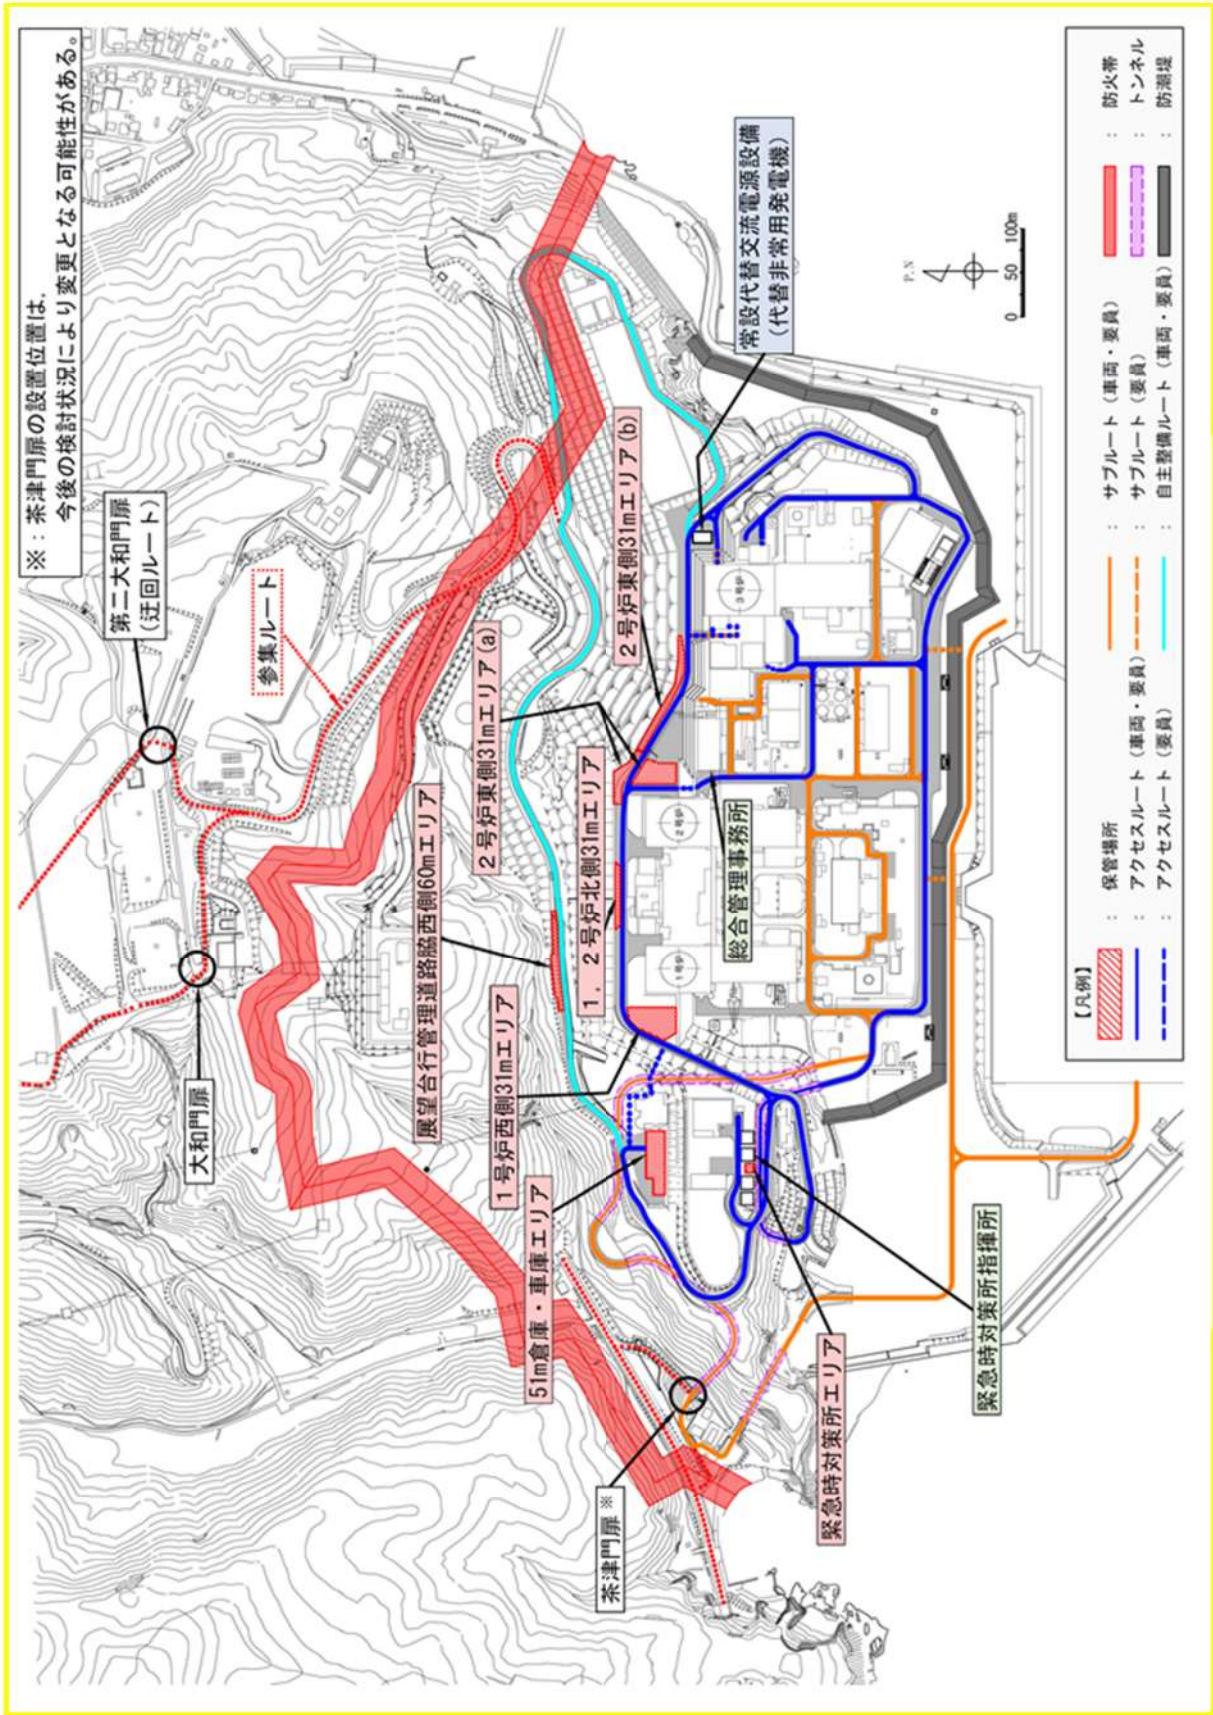 ※：茶津門扉の設置位置は，
今後の検討状況により変更となる可能性がある。
第二大和門扉
(迂回ルート)
参集ルート
大和門扉
展望台行管理道路脇西側60mエリア
2号炉東側31mエリア(a)
2号炉東側31mエリア(b)
1，2号炉北側31mエリア
1号炉西側31mエリア
51m倉庫・車庫エリア
茶津門扉※
常設代替交流電源設備
(代替非常用発電機)
総合管理事務所
1号炉
2号炉
3号炉
緊急時対策所指揮所
緊急時対策所エリア
P.N
0 50 100m
【凡例】
：保管場所
：サブルート（車両・要員）
：防火帯
：アクセスルート（車両・要員）
：サブルート（要員）
：トンネル
：アクセスルート（要員）
：自主整備ルート（車両・要員）
：防潮堤